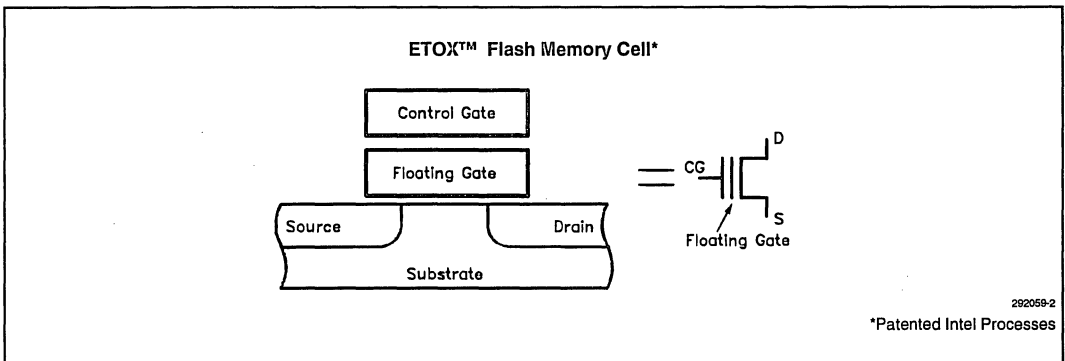 ETOX™ Flash Memory Cell*
Control Gate
Floating Gate
Source
Drain
Substrate
CG
D
S
Floating Gate
292059-2
*Patented Intel Processes